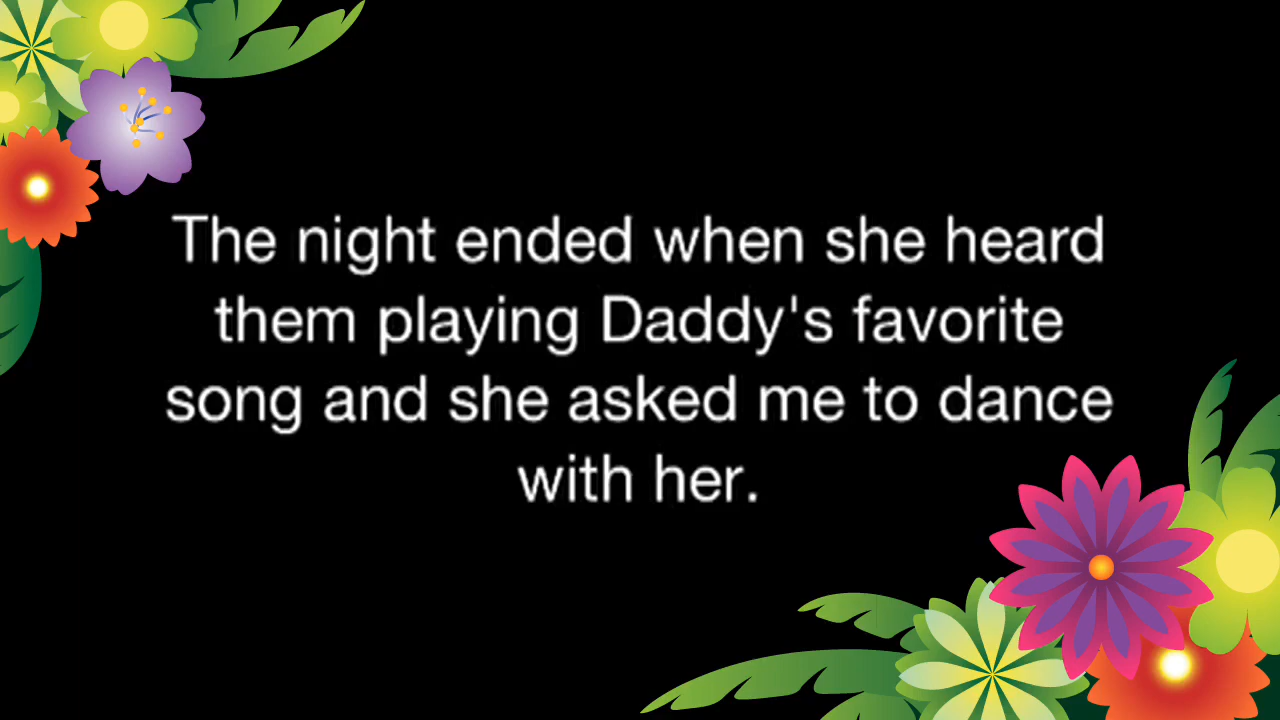 The night ended when she heard
them playing Daddy's favorite
song and she asked me to dance
with her.